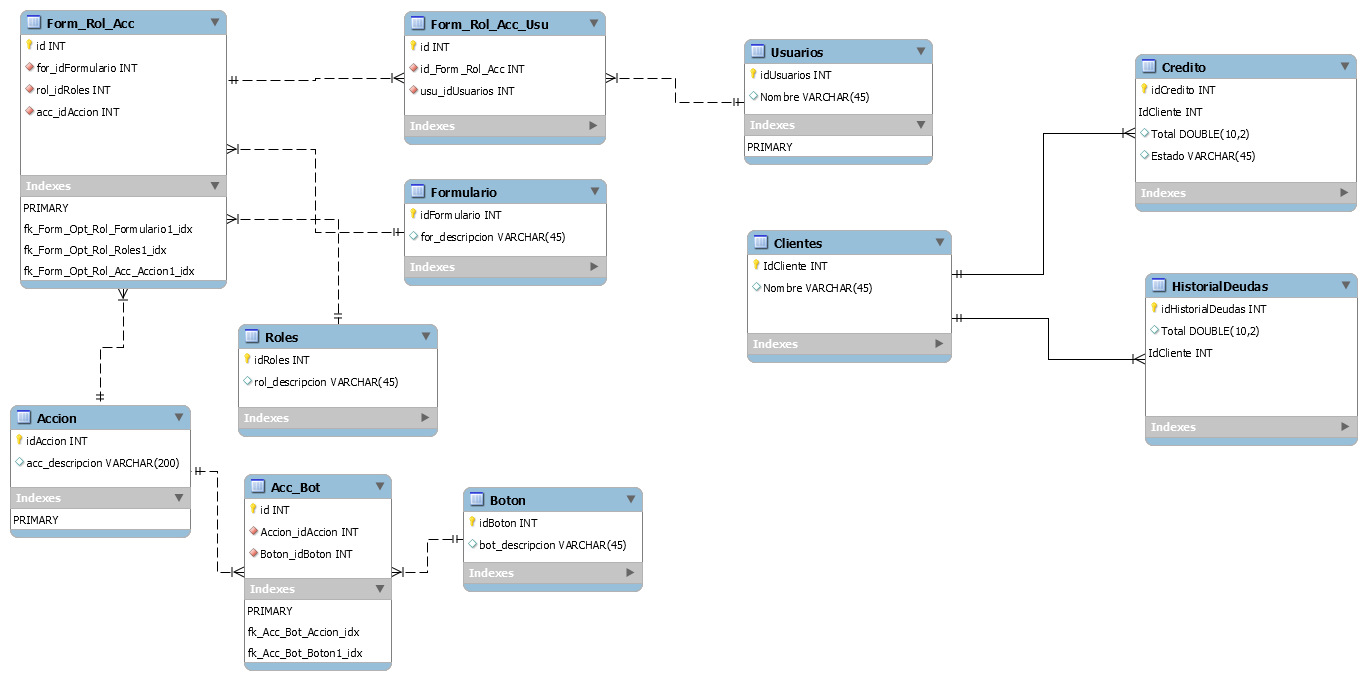 Form_Rol_Acc
id INT
for_idFormulario INT
rol_idRoles INT
acc_idAccion INT
Indexes
PRIMARY
fk_Form_Opt_Rol_Formulario1_idx
fk_Form_Opt_Rol_Roles1_idx
fk_Form_Opt_Rol_Acc_Accion1_idx
Form_Rol_Acc_Usu
id INT
id_Form_Rol_Acc INT
usu_idUsuarios INT
Indexes
Usuarios
idUsuarios INT
Nombre VARCHAR(45)
Indexes
PRIMARY
Credito
idCredito INT
IdCliente INT
Total DOUBLE(10,2)
Estado VARCHAR(45)
Indexes
Formulario
idFormulario INT
for_descripcion VARCHAR(45)
Indexes
Clientes
IdCliente INT
Nombre VARCHAR(45)
Indexes
HistorialDeudas
idHistorialDeudas INT
Total DOUBLE(10,2)
IdCliente INT
Indexes
Roles
idRoles INT
rol_descripcion VARCHAR(45)
Indexes
Accion
idAccion INT
acc_descripcion VARCHAR(200)
Indexes
PRIMARY
Acc_Bot
id INT
Accion_idAccion INT
Boton_idBoton INT
Indexes
PRIMARY
fk_Acc_Bot_Accion_idx
fk_Acc_Bot_Boton1_idx
Boton
idBoton INT
bot_descripcion VARCHAR(45)
Indexes